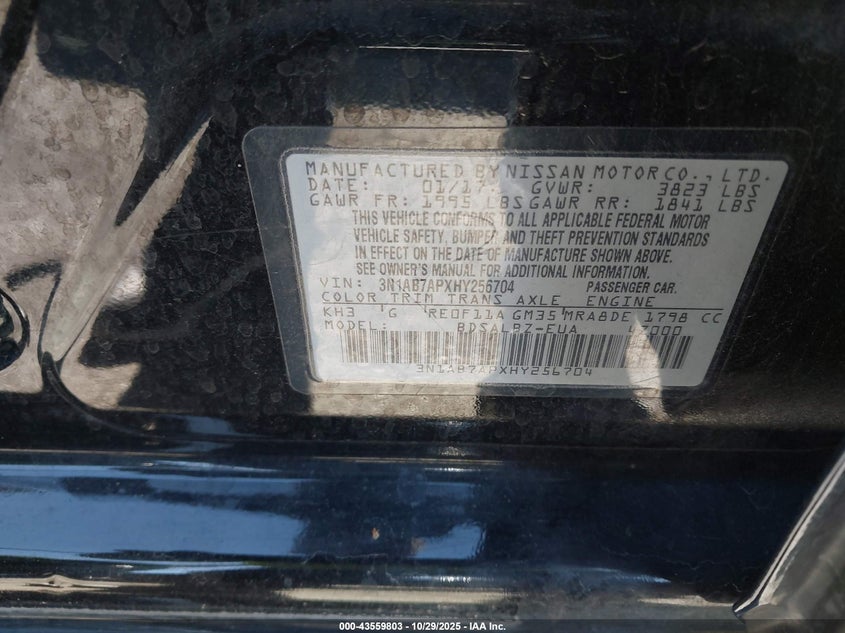 MANUFACTURED BY NISSAN MOTOR CO., LTD.
DATE: 01/17 GVWR: 3823 LBS
GAWR FR: 1995 LBS GAWR RR: 1841 LBS
THIS VEHICLE CONFORMS TO ALL APPLICABLE FEDERAL MOTOR
VEHICLE SAFETY, BUMPER AND THEFT PREVENTION STANDARDS
IN EFFECT ON THE DATE OF MANUFACTURE SHOWN ABOVE.
SEE OWNER'S MANUAL FOR ADDITIONAL INFORMATION.
VIN: 3N1AB7APXHY256704 PASSENGER CAR.
COLOR TRIM TRANS AXLE ENGINE
KH3 G RE0F11A GM35 MRA8DE 1798 CC
MODEL: BDSALBZ-EUA 47000
3N1AB7APXHY256704
000-43559803 - 10/29/2025 - IAA Inc.